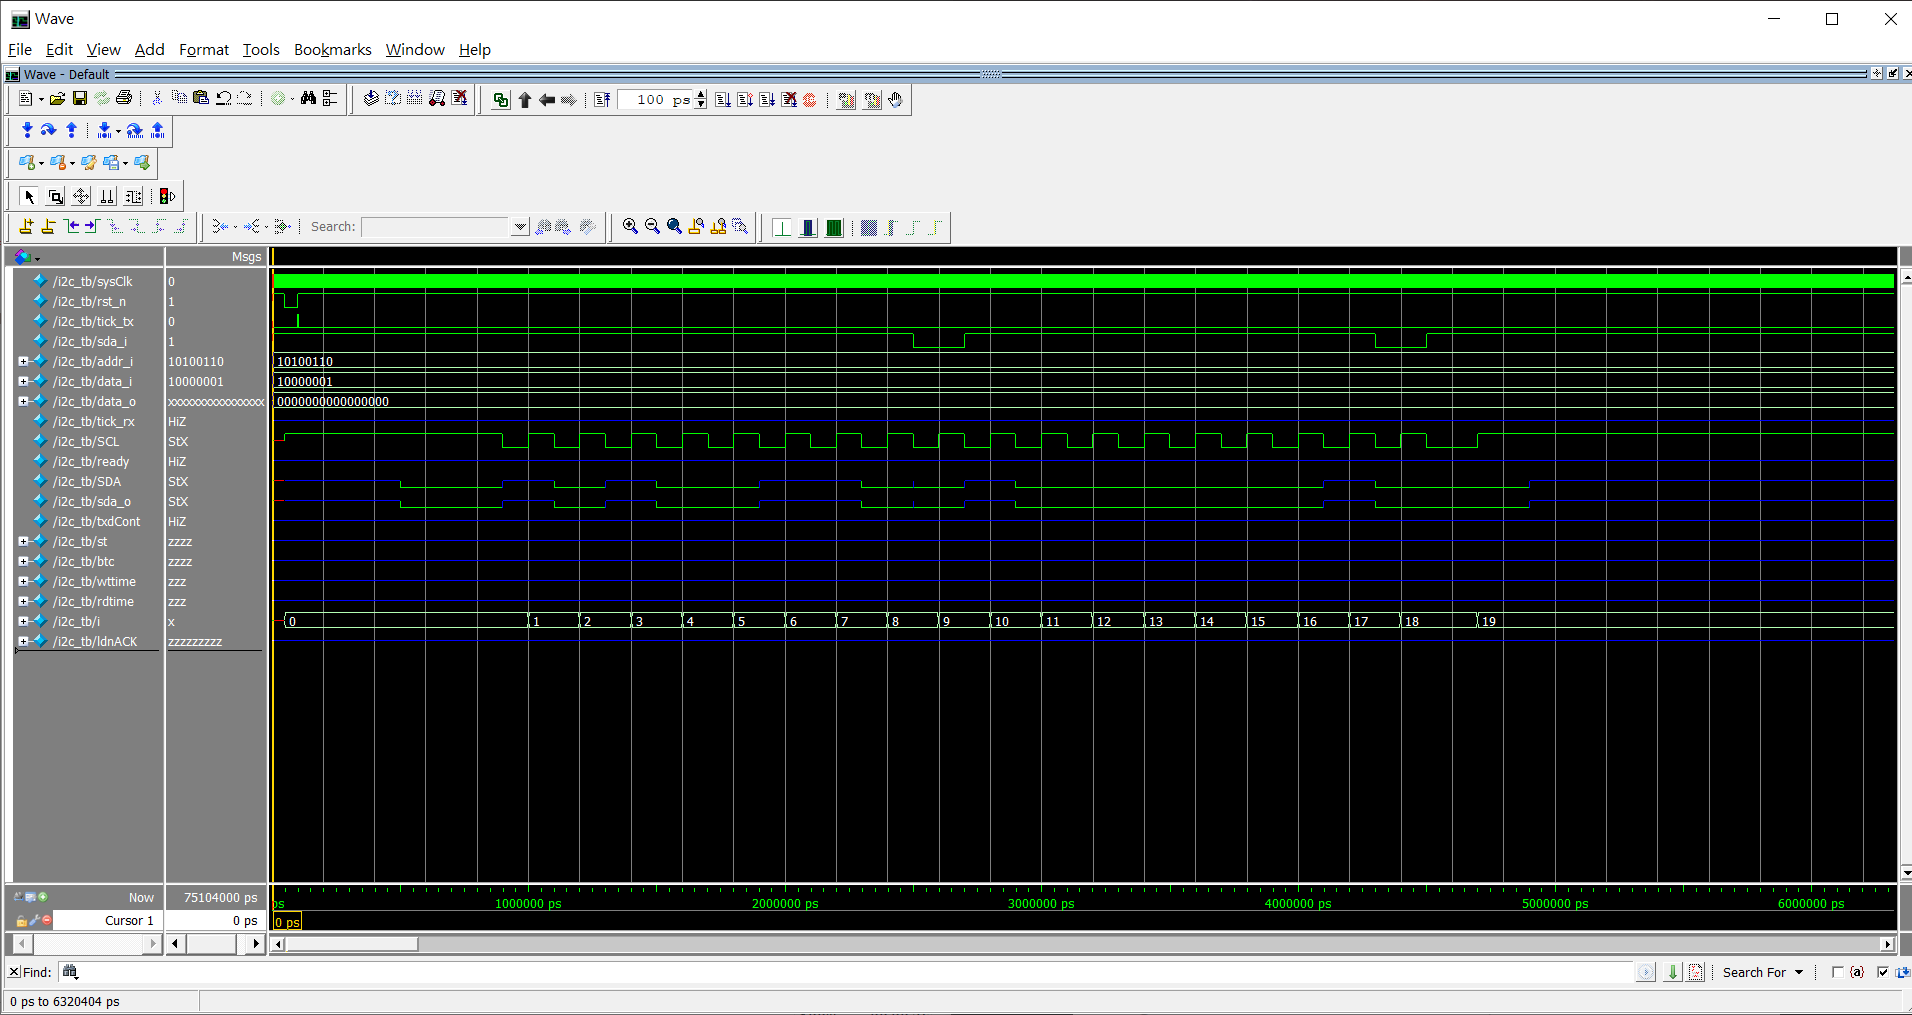 Wave
File Edit View Add Format Tools Bookmarks Window Help
Wave - Default
100 ps
Search:
Msgs
/i2c_tb/sysClk 0
/i2c_tb/rst_n 1
/i2c_tb/tick_tx 0
/i2c_tb/sda_i 1
/i2c_tb/addr_i 10100110 10100110
/i2c_tb/data_i 10000001 10000001
/i2c_tb/data_o xxxxxxxxxxxxxxxx 0000000000000000
/i2c_tb/tick_rx HiZ
/i2c_tb/SCL StX
/i2c_tb/ready HiZ
/i2c_tb/SDA StX
/i2c_tb/sda_o StX
/i2c_tb/txdCont HiZ
/i2c_tb/st zzzz
/i2c_tb/btc zzzz
/i2c_tb/wttime zzz
/i2c_tb/rdtime zzz
/i2c_tb/i x 0 1 2 3 4 5 6 7 8 9 10 11 12 13 14 15 16 17 18 19
/i2c_tb/ldnACK zzzzzzzzz
Now 75104000 ps
ps 1000000 ps 2000000 ps 3000000 ps 4000000 ps 5000000 ps 6000000 ps
Cursor 1 0 ps 0 ps
Find: Search For {a}
0 ps to 6320404 ps